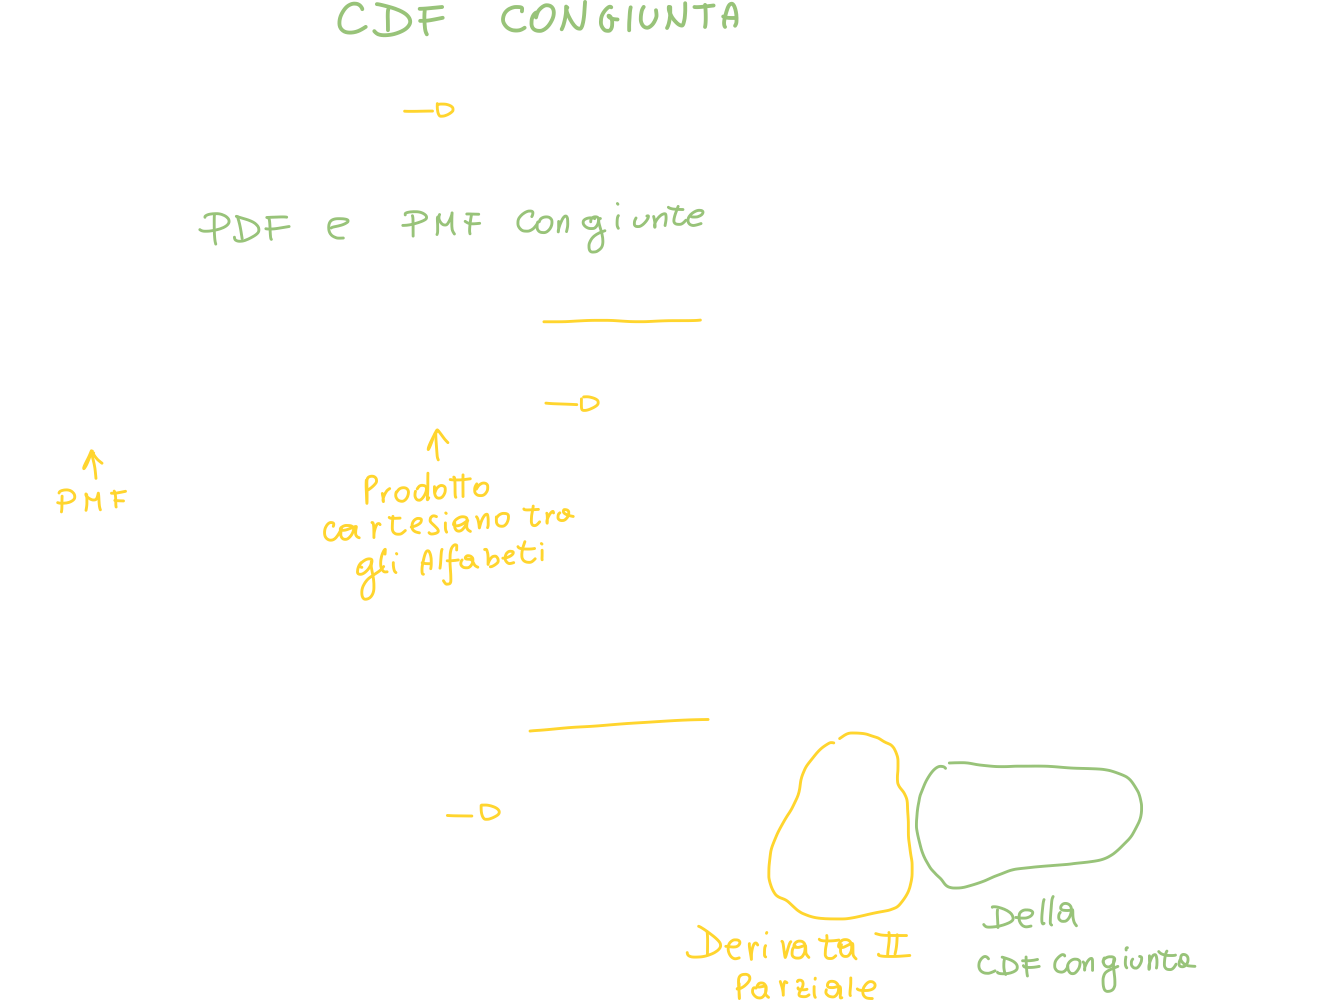 CDF CONGIUNTA
PDF e PMF Congiunte
PMF
Prodotto
cartesiano tra
gli Alfabeti
Derivata II
Parziale
Della
CDF Congiunta